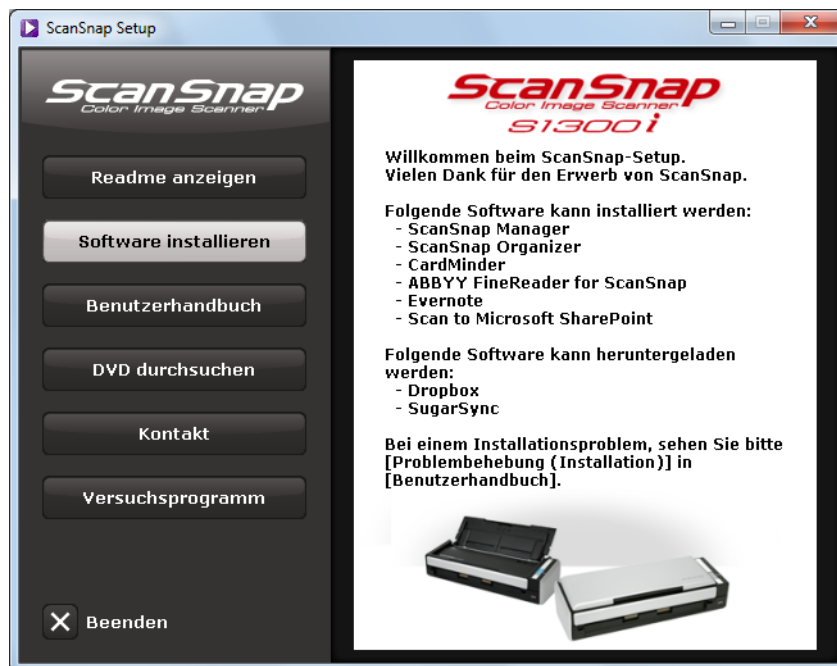 ScanSnap Setup
ScanSnap
Color Image Scanner
Readme anzeigen
Software installieren
Benutzerhandbuch
DVD durchsuchen
Kontakt
Versuchsprogramm
Beenden
ScanSnap
Color Image Scanner
S1300i
Willkommen beim ScanSnap-Setup.
Vielen Dank für den Erwerb von ScanSnap.
Folgende Software kann installiert werden:
- ScanSnap Manager
- ScanSnap Organizer
- CardMinder
- ABBYY FineReader for ScanSnap
- Evernote
- Scan to Microsoft SharePoint
Folgende Software kann heruntergeladen
werden:
- Dropbox
- SugarSync
Bei einem Installationsproblem, sehen Sie bitte
[Problembehebung (Installation)] in
[Benutzerhandbuch].